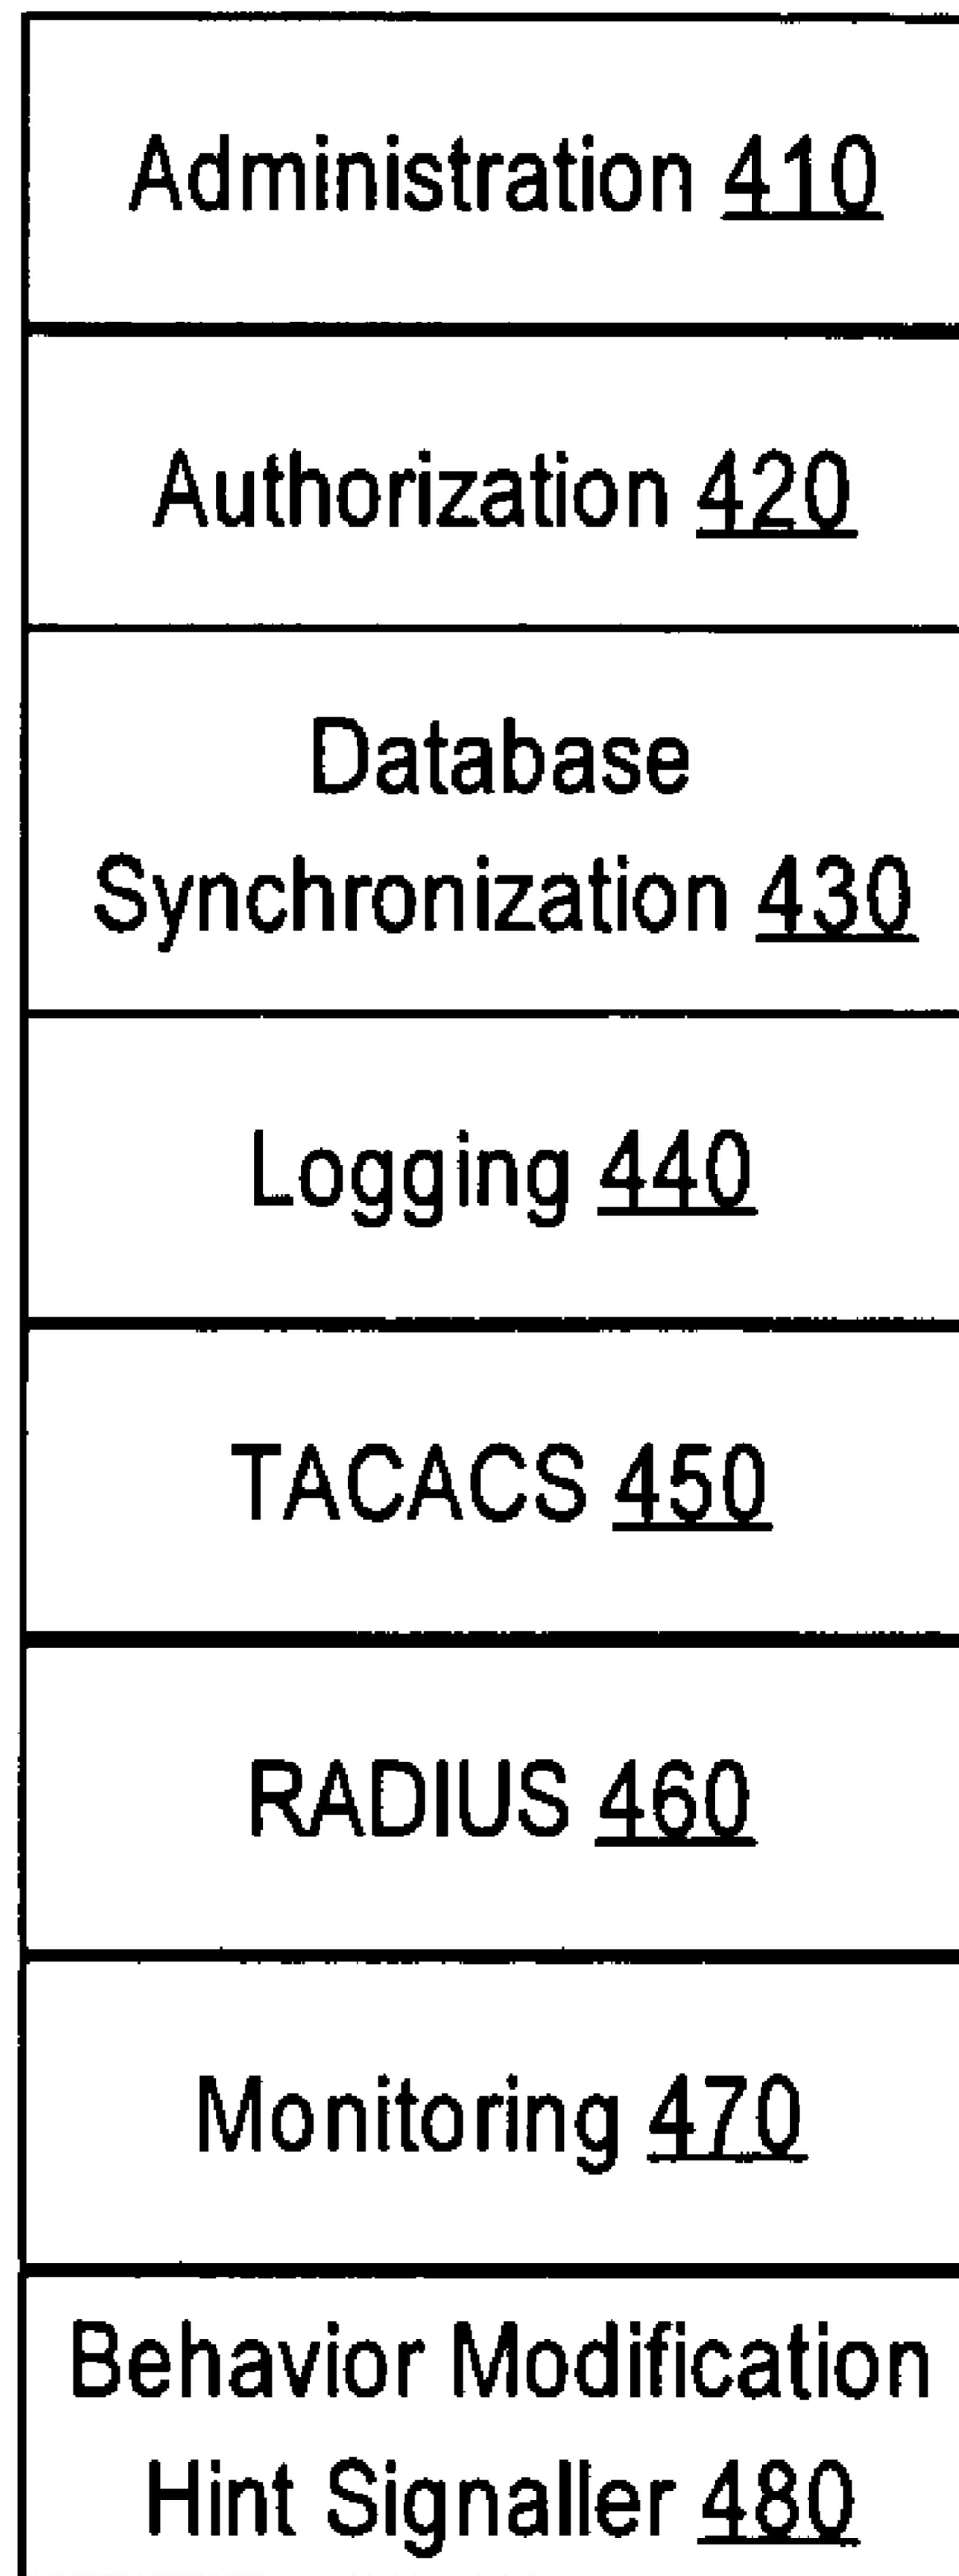 Administration 410
Authorization 420
Database
Synchronization 430
Logging 440
TACACS 450
RADIUS 460
Monitoring 470
Behavior Modification
Hint Signaller 480